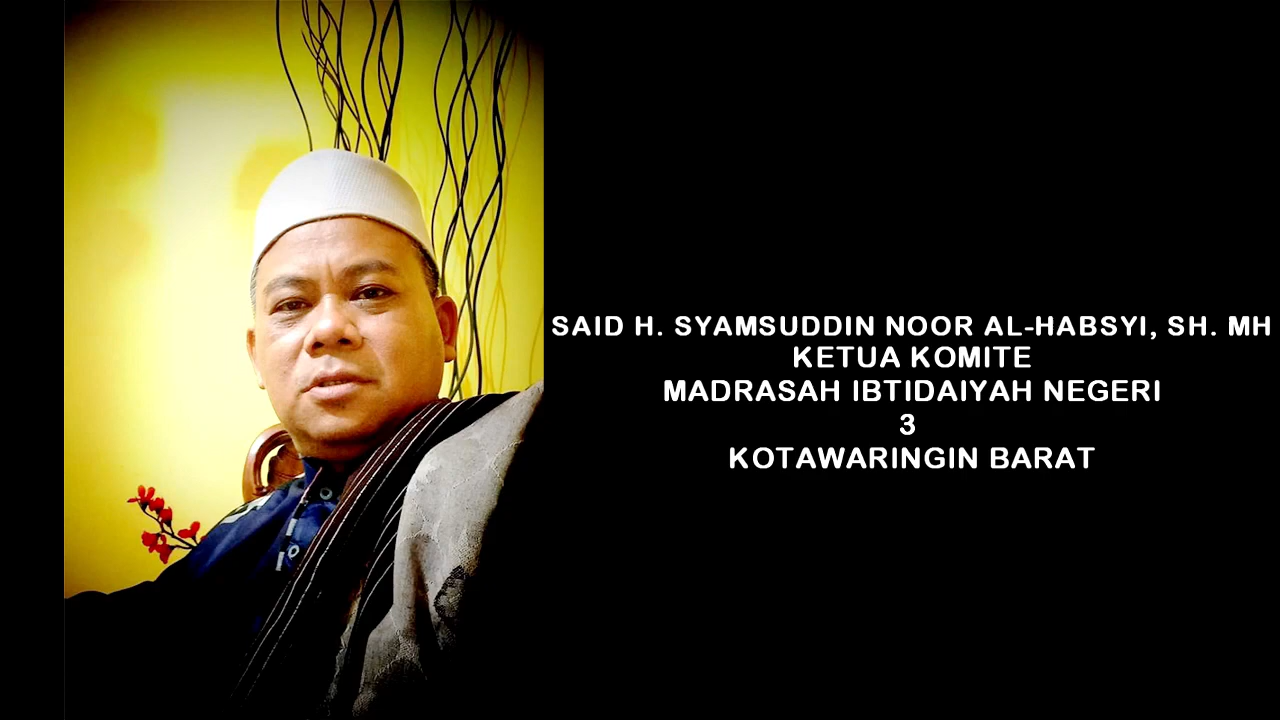 SAID H. SYAMSUDDIN NOOR AL-HABSYI, SH. MH
KETUA KOMITE
MADRASAH IBTIDAIYAH NEGERI
3
KOTAWARINGIN BARAT